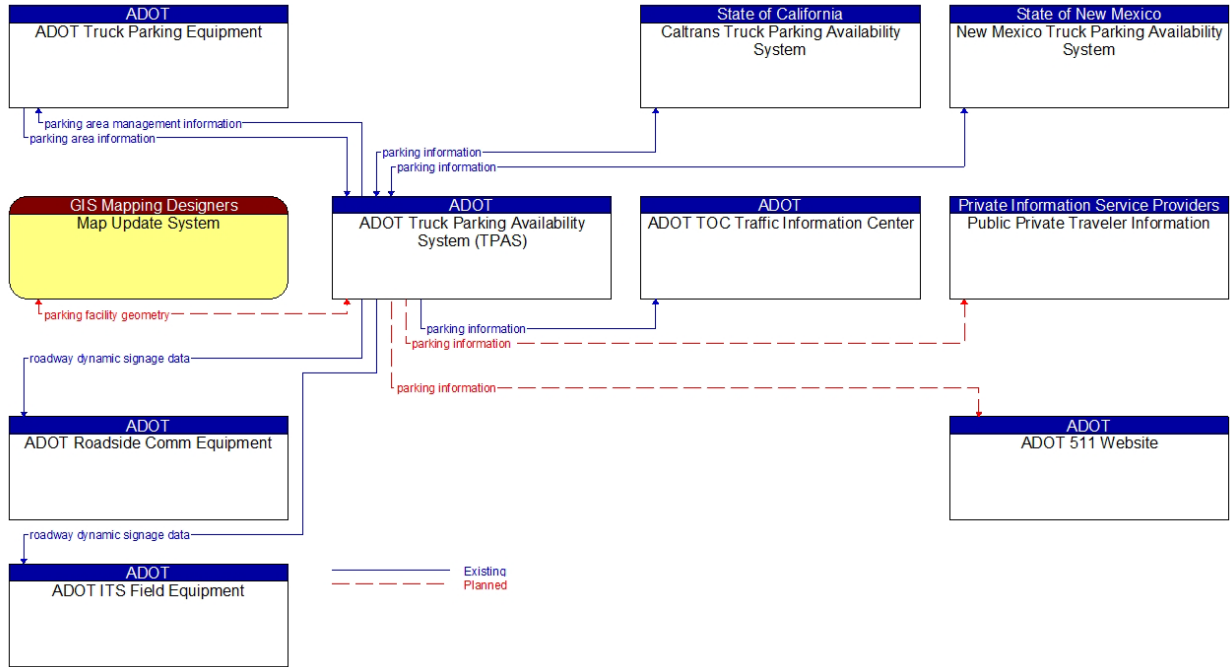 ADOT
ADOT Truck Parking Equipment
State of California
Caltrans Truck Parking Availability
System
State of New Mexico
New Mexico Truck Parking Availability
System
parking area management information
parking area information
parking information
parking information
GIS Mapping Designers
Map Update System
ADOT
ADOT Truck Parking Availability
System (TPAS)
ADOT
ADOT TOC Traffic Information Center
Private Information Service Providers
Public Private Traveler Information
parking facility geometry
parking information
parking information
roadway dynamic signage data
parking information
ADOT
ADOT Roadside Comm Equipment
ADOT
ADOT 511 Website
roadway dynamic signage data
ADOT
ADOT ITS Field Equipment
Existing
Planned